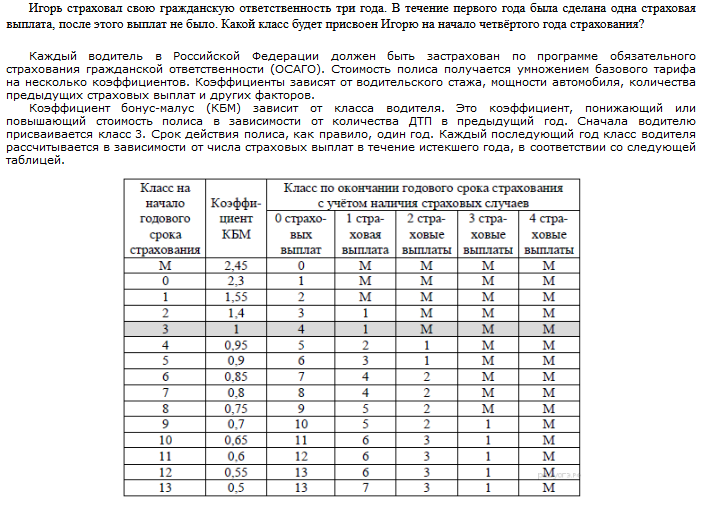 Игорь страховал свою гражданскую ответственность три года. В течение первого года была сделана одна страховая
выплата, после этого выплат не было. Какой класс будет присвоен Игорю на начало четвёртого года страхования?
Каждый водитель в Российской Федерации должен быть застрахован по программе обязательного
страхования гражданской ответственности (ОСАГО). Стоимость полиса получается умножением базового тарифа
на несколько коэффициентов. Коэффициенты зависят от водительского стажа, мощности автомобиля, количества
предыдущих страховых выплат и других факторов.
Коэффициент бонус-малус (КБМ) зависит от класса водителя. Это коэффициент, понижающий или
повышающий стоимость полиса в зависимости от количества ДТП в предыдущий год. Сначала водителю
присваивается класс 3. Срок действия полиса, как правило, один год. Каждый последующий год класс водителя
рассчитывается в зависимости от числа страховых выплат в течение истекшего года, в соответствии со следующей
таблицей.
Класс на начало годового срока страхования Коэффи-циент КБМ Класс по окончании годового срока страхования с учётом наличия страховых случаев
0 страхо-вых выплат 1 стра-ховая выплата 2 стра-ховые выплаты 3 стра-ховые выплаты 4 стра-ховые выплаты
М 2,45 0 М М М М
0 2,3 1 М М М М
1 1,55 2 М М М М
2 1,4 3 1 М М М
3 1 4 1 М М М
4 0,95 5 2 1 М М
5 0,9 6 3 1 М М
6 0,85 7 4 2 М М
7 0,8 8 4 2 М М
8 0,75 9 5 2 М М
9 0,7 10 5 2 1 М
10 0,65 11 6 3 1 М
11 0,6 12 6 3 1 М
12 0,55 13 6 3 1 М
13 0,5 13 7 3 1 М